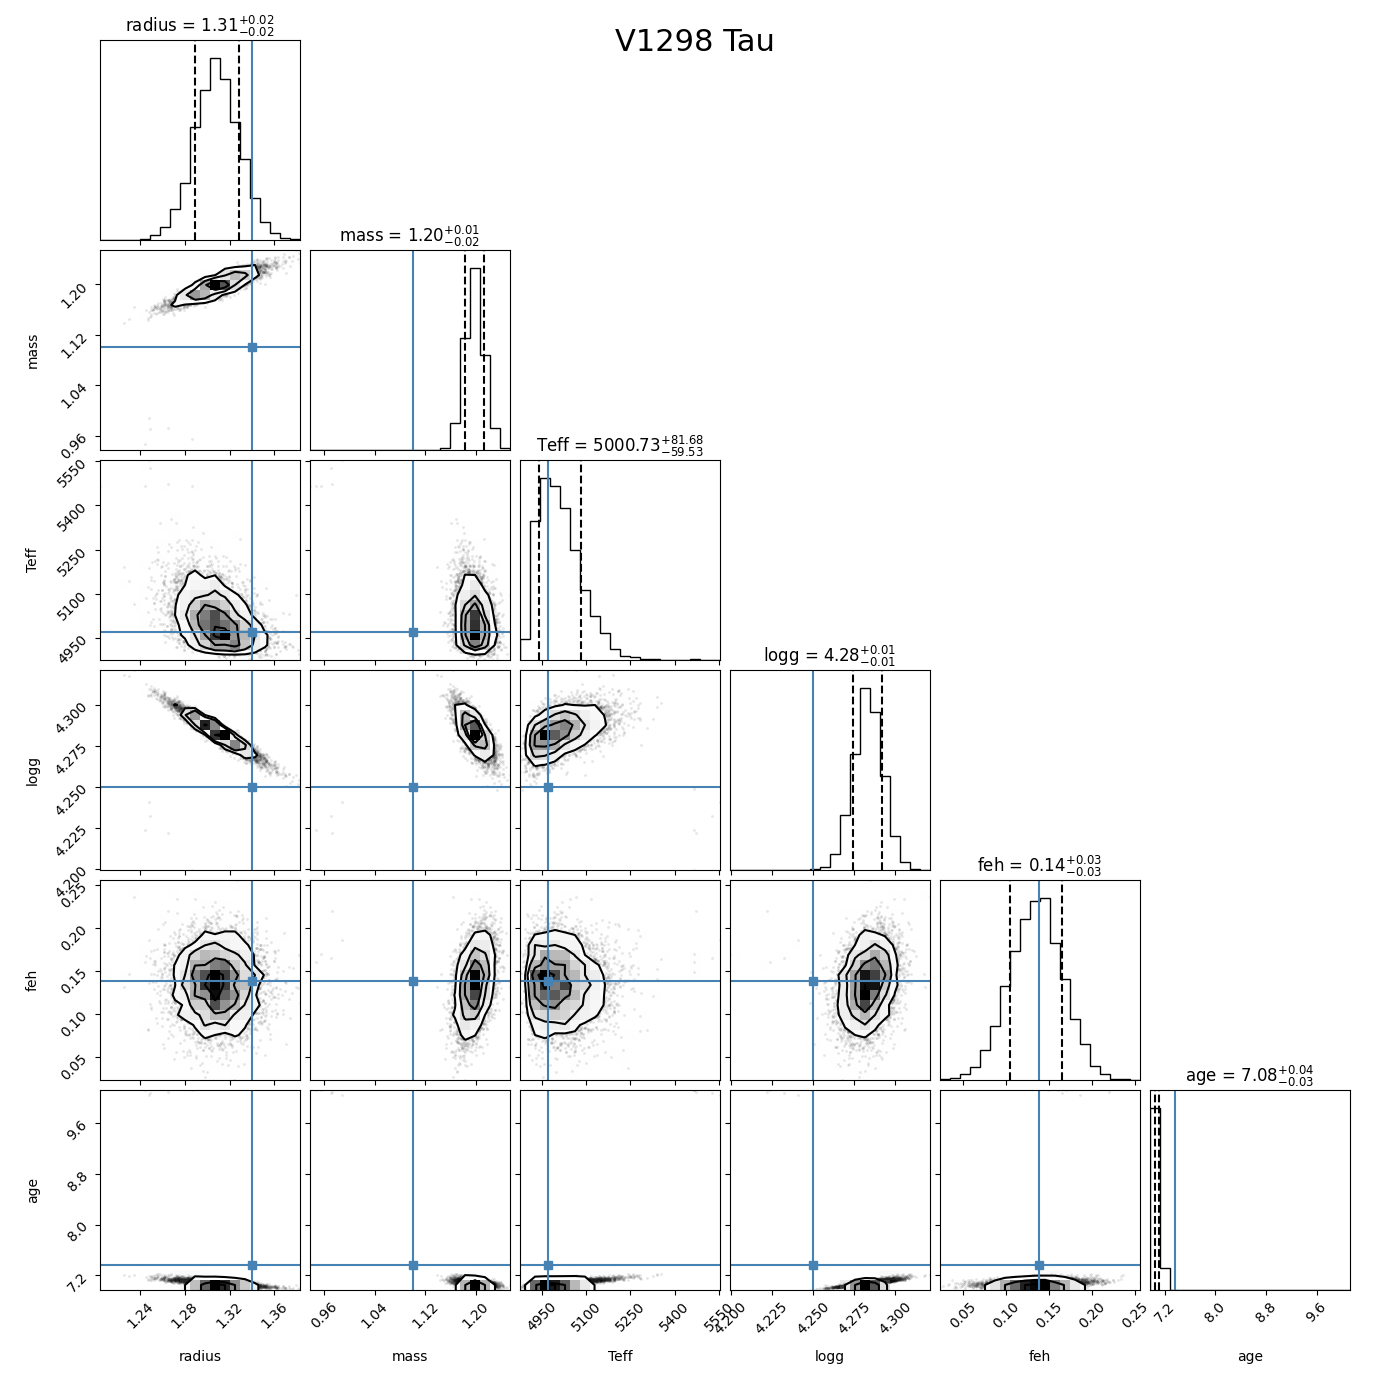 V1298 Tau
radius = 1.31 +0.02 −0.02
mass = 1.20 +0.01 −0.02
mass
1.20
1.12
1.04
0.96
Teff = 5000.73 +81.68 −59.53
Teff
5550
5400
5250
5100
4950
logg = 4.28 +0.01 −0.01
logg
4.300
4.275
4.250
4.225
4.200
feh = 0.14 +0.03 −0.03
feh
0.25
0.20
0.15
0.10
0.05
age = 7.08 +0.04 −0.03
age
9.6
8.8
8.0
7.2
1.24 1.28 1.32 1.36
0.96 1.04 1.12 1.20
4950 5100 5250 5400 5550
4.200 4.225 4.250 4.275 4.300
0.05 0.10 0.15 0.20 0.25
7.2 8.0 8.8 9.6
radius mass Teff logg feh age